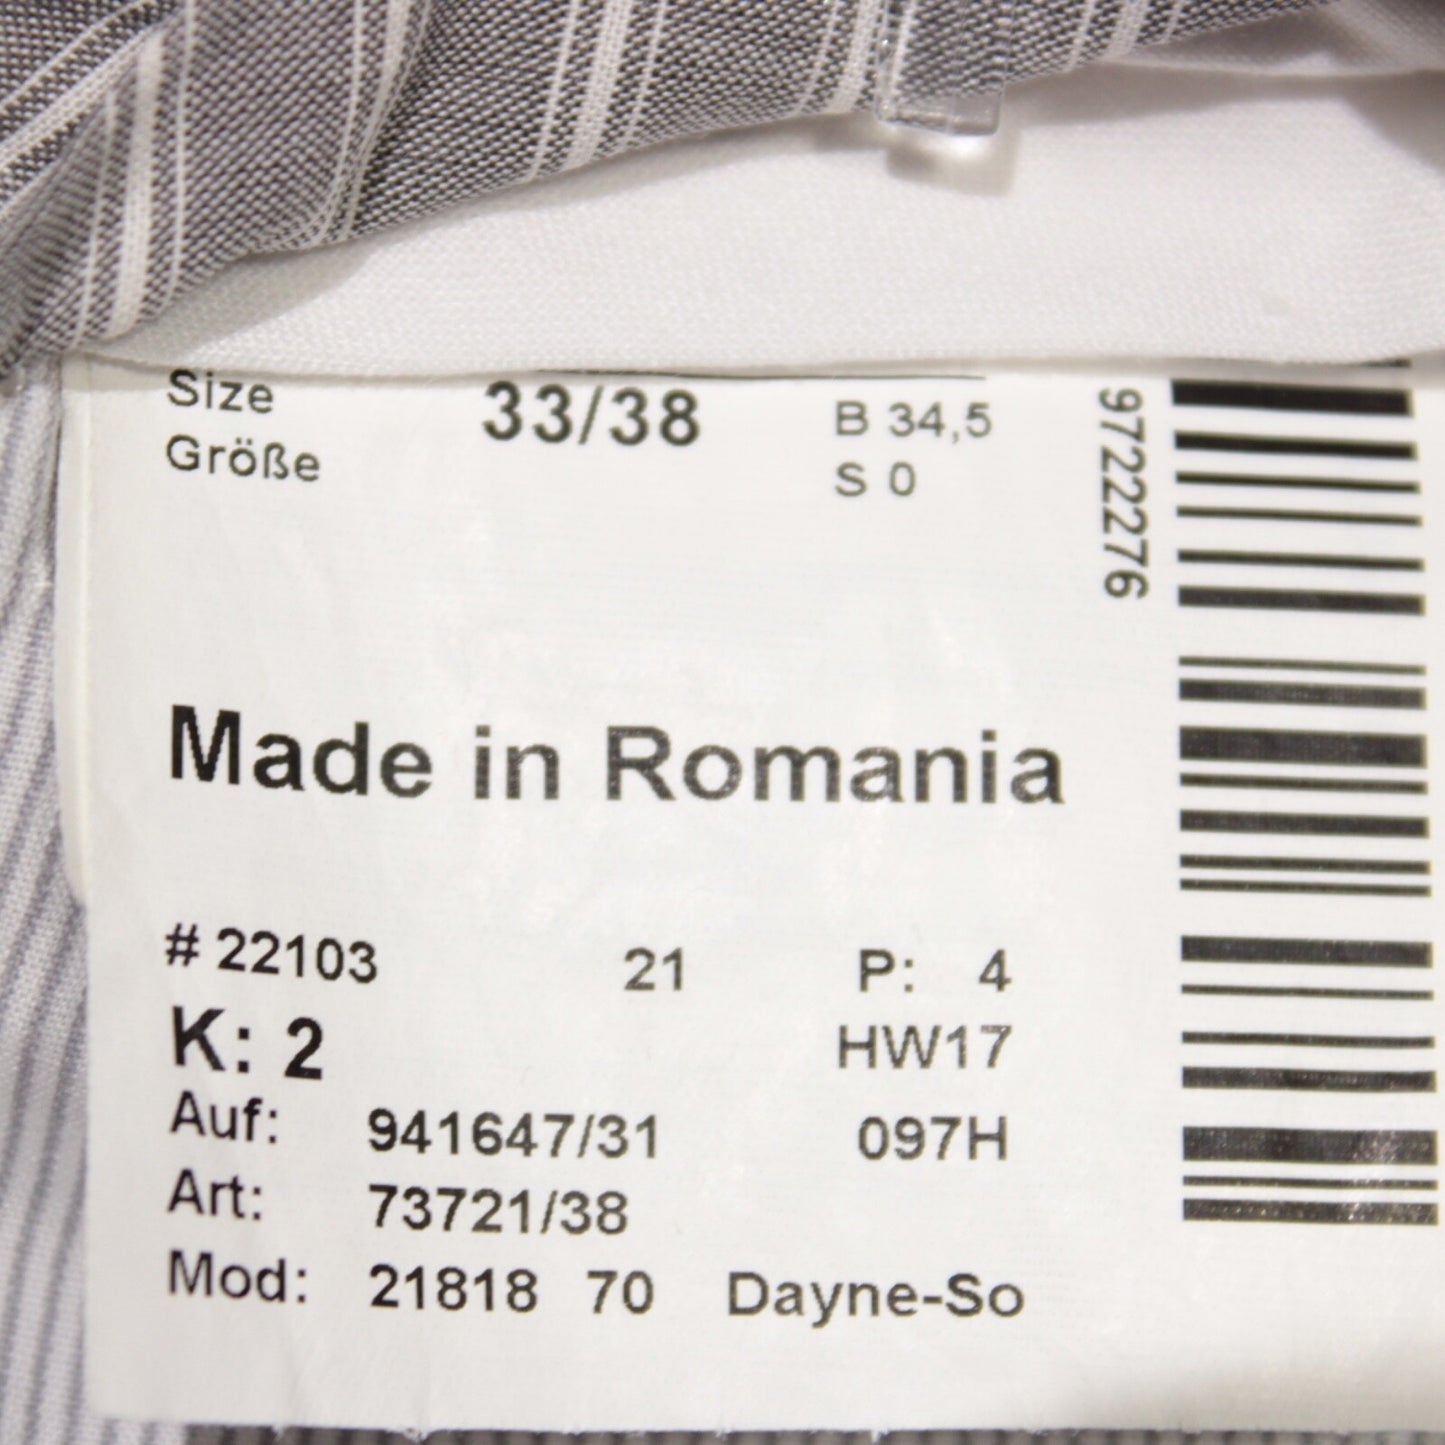 Size 33/38 B 34,5
Größe S 0
9722276
Made in Romania
# 22103 21 P: 4
K: 2 HW17
Auf: 941647/31 097H
Art: 73721/38
Mod: 21818 70 Dayne-So